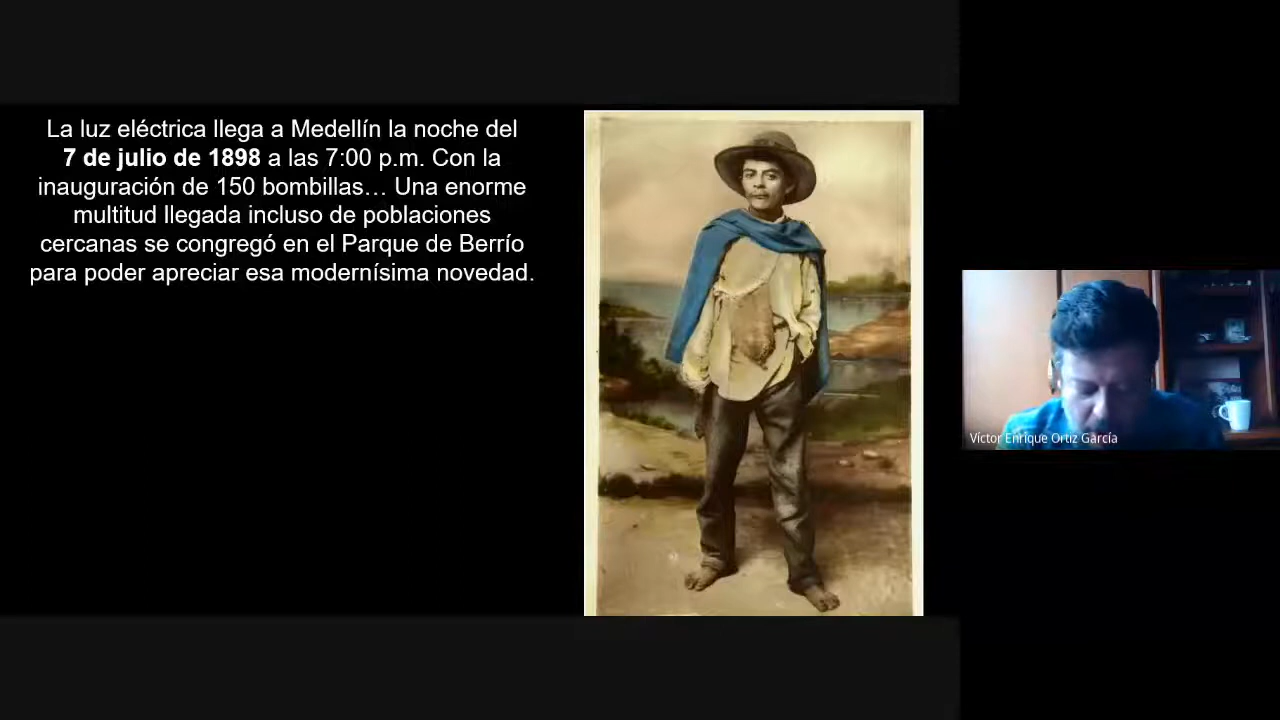 La luz eléctrica llega a Medellín la noche del
7 de julio de 1898 a las 7:00 p.m. Con la
inauguración de 150 bombillas… Una enorme
multitud llegada incluso de poblaciones
cercanas se congregó en el Parque de Berrío
para poder apreciar esa modernísima novedad.
Víctor Enrique Ortiz García